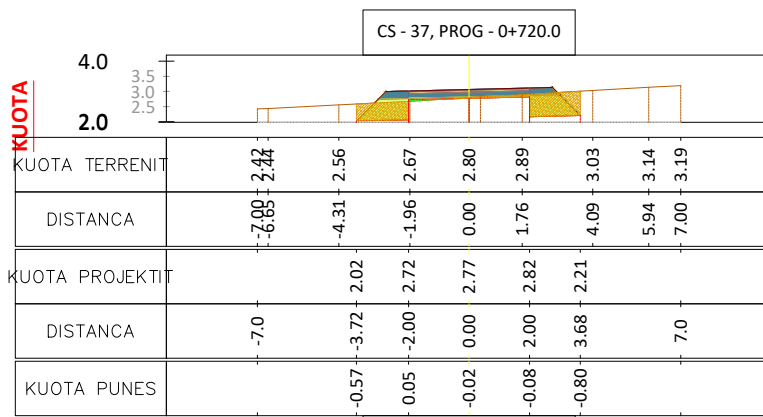 CS - 37, PROG - 0+720.0
KUOTA
4.0
3.5
3.0
2.5
2.0
KUOTA TERRENIT 2.42 2.44 2.56 2.67 2.80 2.89 3.03 3.14 3.19
DISTANCA -7.00 -6.65 -4.31 -1.96 0.00 1.76 4.09 5.94 7.00
KUOTA PROJEKTIT 2.02 2.72 2.77 2.82 2.21
DISTANCA -7.0 -3.72 -2.00 0.00 2.00 3.68 7.0
KUOTA PUNES -0.57 0.05 -0.02 -0.08 -0.80